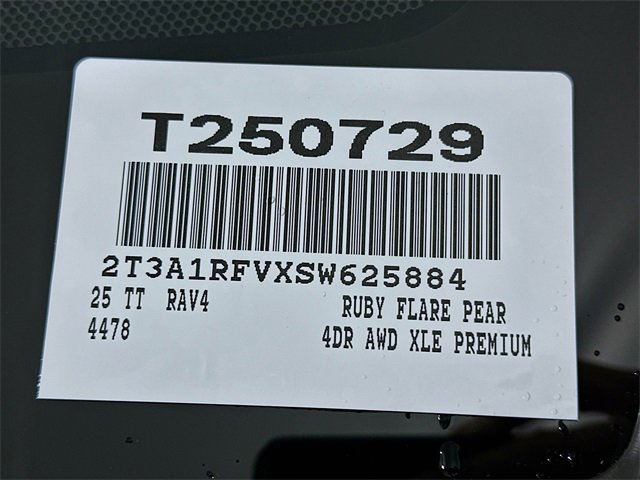 T250729
2T3A1RFVXSW625884
25 TT RAV4 RUBY FLARE PEAR
4478 4DR AWD XLE PREMIUM